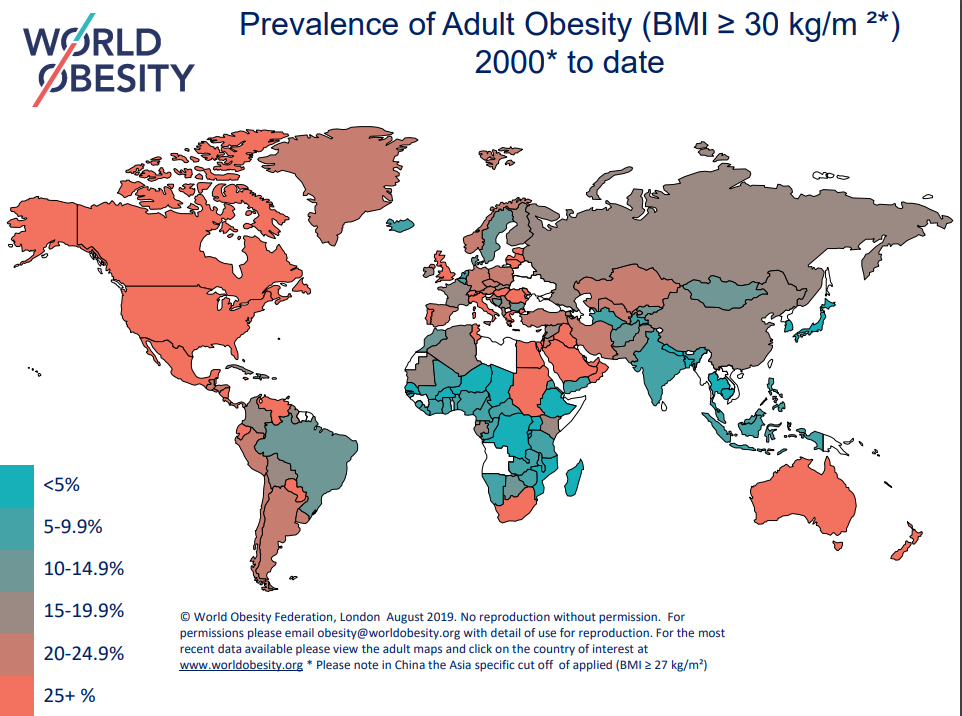 WORLD
OBESITY
Prevalence of Adult Obesity (BMI ≥ 30 kg/m ²*)
2000* to date
<5%
5-9.9%
10-14.9%
15-19.9%
20-24.9%
25+ %
© World Obesity Federation, London  August 2019. No reproduction without permission.  For
permissions please email obesity@worldobesity.org with detail of use for reproduction. For the most
recent data available please view the adult maps and click on the country of interest at
www.worldobesity.org * Please note in China the Asia specific cut off  of applied (BMI ≥ 27 kg/m²)